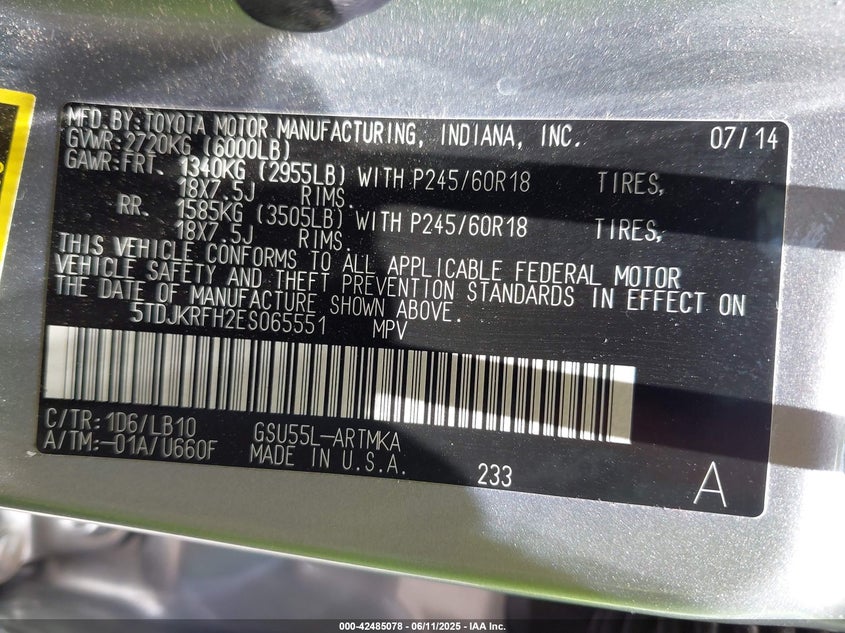 MFD.BY:TOYOTA MOTOR MANUFACTURING, INDIANA, INC. 07/14
GVWR:2720KG (6000LB)
GAWR:FRT. 1340KG (2955LB) WITH P245/60R18 TIRES,
18X7.5J RIMS.
RR. 1585KG (3505LB) WITH P245/60R18 TIRES,
18X7.5J RIMS.
THIS VEHICLE CONFORMS TO ALL APPLICABLE FEDERAL MOTOR
VEHICLE SAFETY AND THEFT PREVENTION STANDARDS IN EFFECT ON
THE DATE OF MANUFACTURE SHOWN ABOVE.
5TDJKRFH2ES065551 MPV
C/TR: 1D6/LB10 GSU55L-ARTMKA
A/TM:-01A/U660F MADE IN U.S.A. 233 A
000-42485078 - 06/11/2025 - IAA Inc.